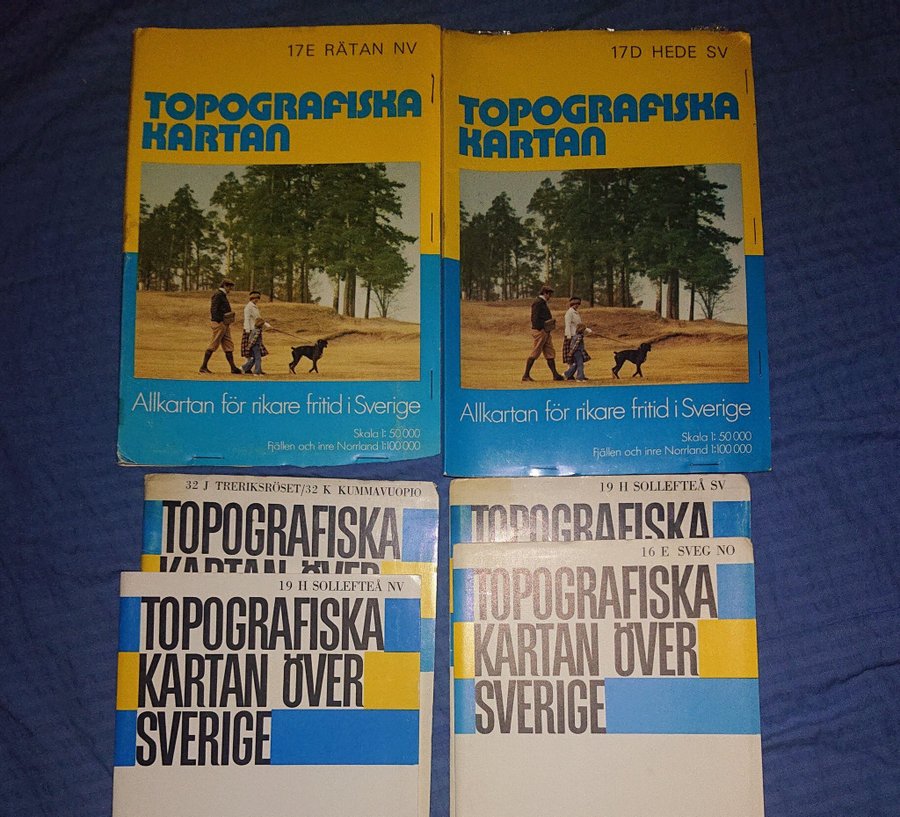 17E RÄTAN NV
TOPOGRAFISKA
KARTAN
Allkartan för rikare fritid i Sverige
Skala 1: 50 000
Fjällen och inre Norrland 1:100 000
17D HEDE SV
TOPOGRAFISKA
KARTAN
Allkartan för rikare fritid i Sverige
Skala 1: 50 000
Fjällen och inre Norrland 1:100 000
32 J TRERIKSRÖSET/32 K KUMMAVUOPIO
TOPOGRAFISKA
KARTAN ÖVER
19 H SOLLEFTEÅ SV
TOPOGRAFISKA
19 H SOLLEFTEÅ NV
TOPOGRAFISKA
KARTAN ÖVER
SVERIGE
16 E SVEG NO
TOPOGRAFISKA
KARTAN ÖVER
SVERIGE